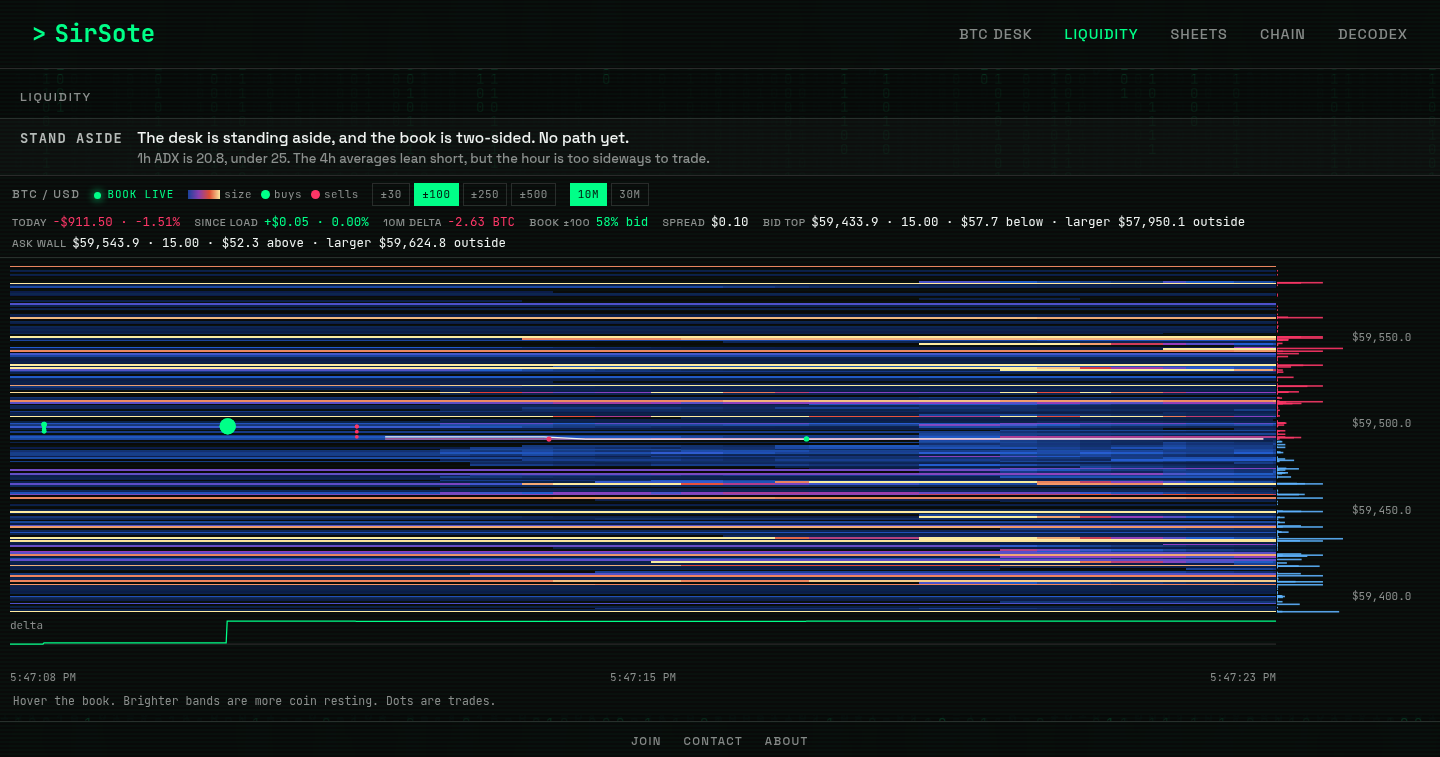 > SirSote
BTC DESK LIQUIDITY SHEETS CHAIN DECODEX
LIQUIDITY
STAND ASIDE The desk is standing aside, and the book is two-sided. No path yet.
1h ADX is 20.8, under 25. The 4h averages lean short, but the hour is too sideways to trade.
BTC / USD BOOK LIVE size buys sells ±30 ±100 ±250 ±500 10M 30M
TODAY -$911.50 · -1.51% SINCE LOAD +$0.05 · 0.00% 10M DELTA -2.63 BTC BOOK ±100 58% bid SPREAD $0.10 BID TOP $59,433.9 · 15.00 · $57.7 below · larger $57,950.1 outside
ASK WALL $59,543.9 · 15.00 · $52.3 above · larger $59,624.8 outside
$59,550.0
$59,500.0
$59,450.0
$59,400.0
delta
5:47:08 PM 5:47:15 PM 5:47:23 PM
Hover the book. Brighter bands are more coin resting. Dots are trades.
JOIN CONTACT ABOUT